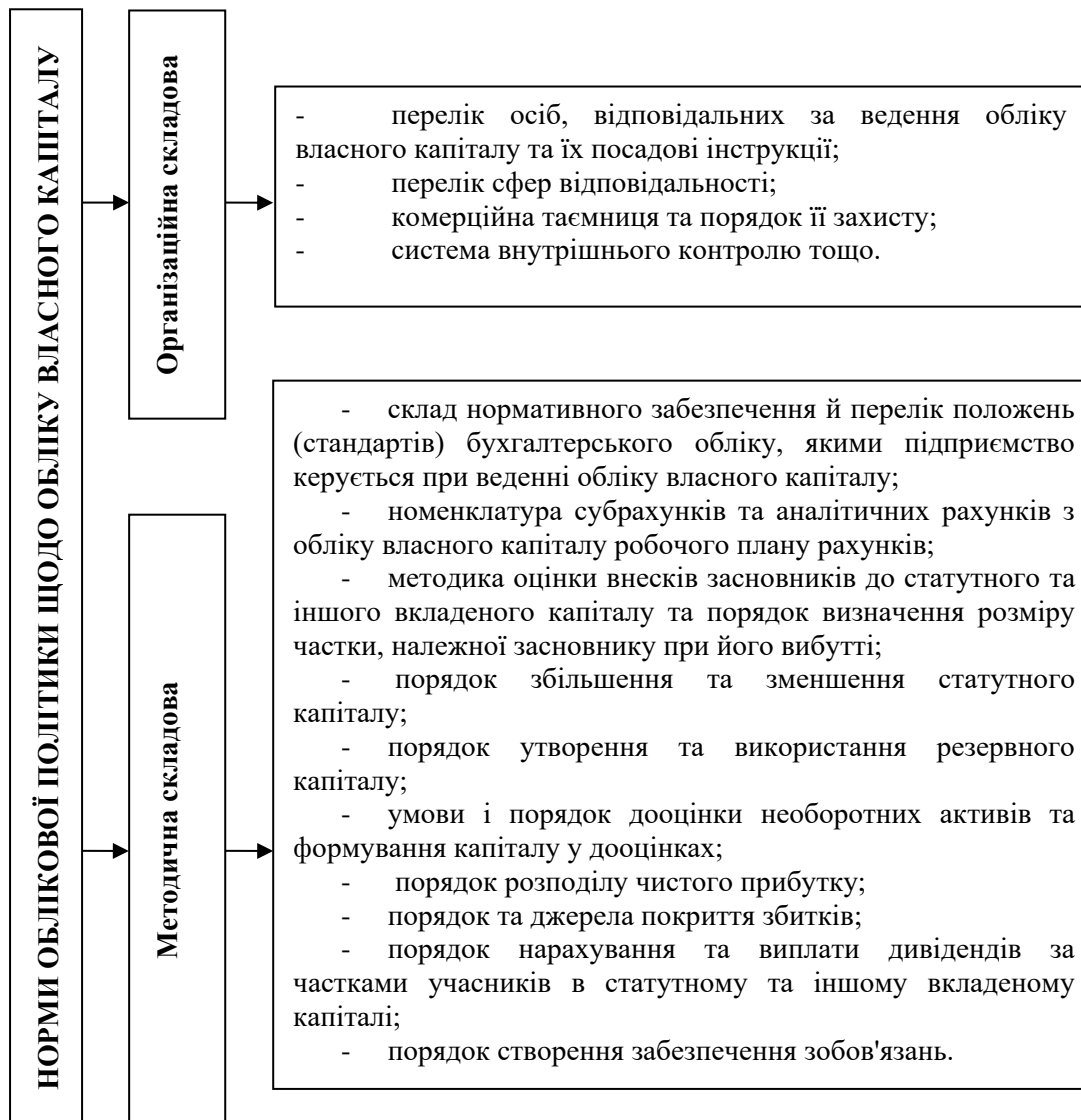 НОРМИ ОБЛІКОВОЇ ПОЛІТИКИ ЩОДО ОБЛІКУ ВЛАСНОГО КАПІТАЛУ
Організаційна складова
- перелік осіб, відповідальних за ведення обліку
власного капіталу та їх посадові інструкції;
- перелік сфер відповідальності;
- комерційна таємниця та порядок її захисту;
- система внутрішнього контролю тощо.
Методична складова
- склад нормативного забезпечення й перелік положень
(стандартів) бухгалтерського обліку, якими підприємство
керується при веденні обліку власного капіталу;
- номенклатура субрахунків та аналітичних рахунків з
обліку власного капіталу робочого плану рахунків;
- методика оцінки внесків засновників до статутного та
іншого вкладеного капіталу та порядок визначення розміру
частки, належної засновнику при його вибутті;
- порядок збільшення та зменшення статутного
капіталу;
- порядок утворення та використання резервного
капіталу;
- умови і порядок дооцінки необоротних активів та
формування капіталу у дооцінках;
- порядок розподілу чистого прибутку;
- порядок та джерела покриття збитків;
- порядок нарахування та виплати дивідендів за
частками учасників в статутному та іншому вкладеному
капіталі;
- порядок створення забезпечення зобов'язань.